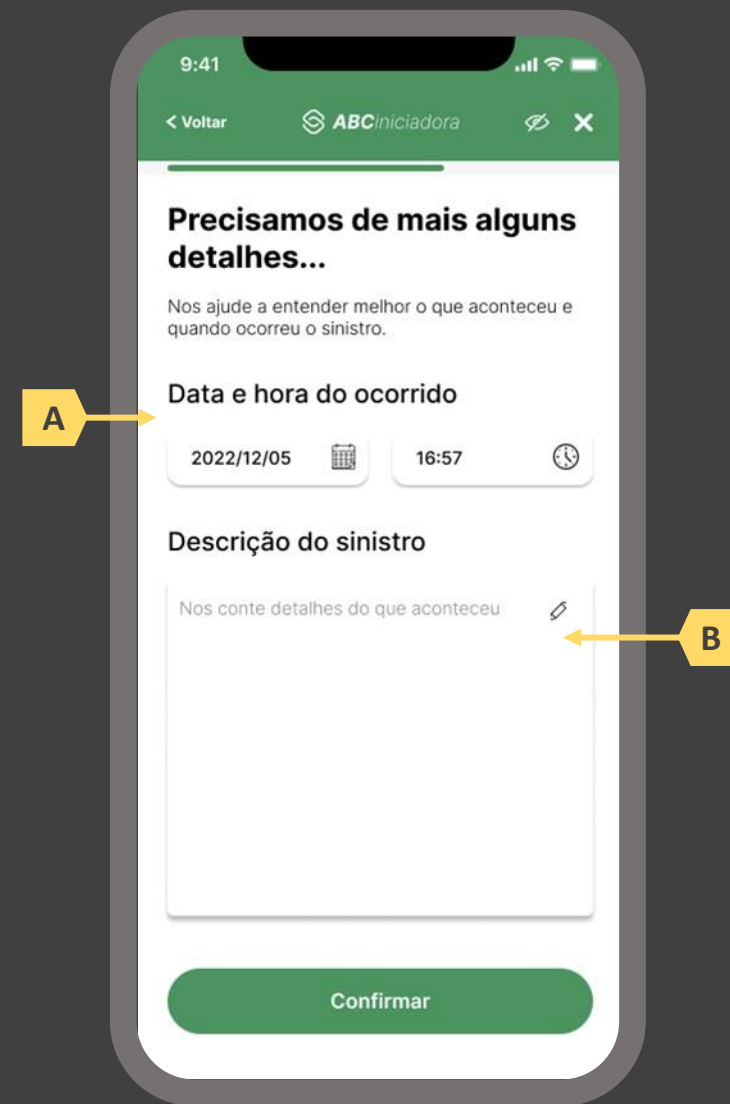 9:41
< Voltar
ABCiniciadora
Precisamos de mais alguns
detalhes...
Nos ajude a entender melhor o que aconteceu e
quando ocorreu o sinistro.
Data e hora do ocorrido
A
2022/12/05
16:57
Descrição do sinistro
Nos conte detalhes do que aconteceu
B
Confirmar